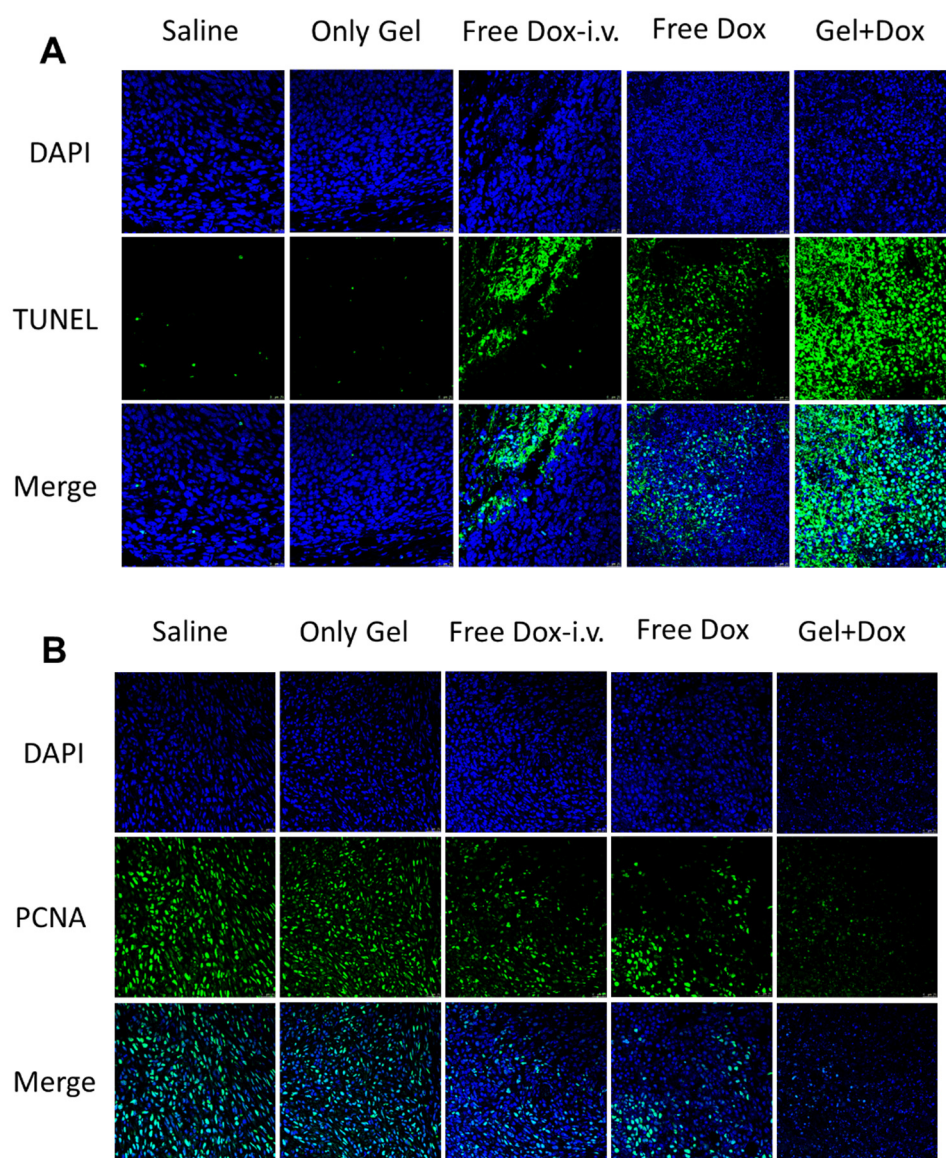 A
Saline Only Gel Free Dox-i.v. Free Dox Gel+Dox
DAPI
TUNEL
Merge
B
Saline Only Gel Free Dox-i.v. Free Dox Gel+Dox
DAPI
PCNA
Merge